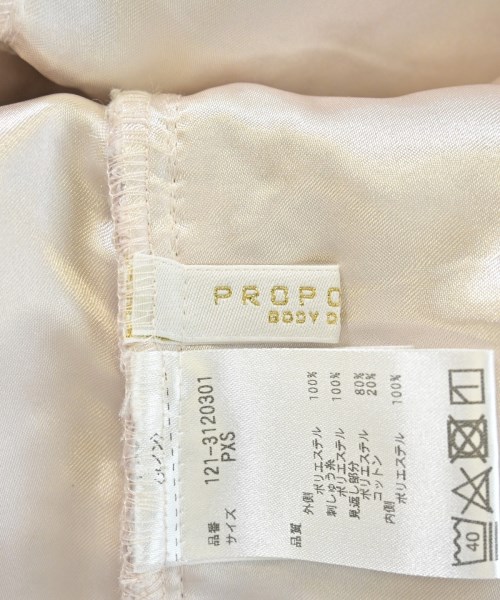 PROPO
BODY D
品番 121-3120301
サイズ PXS
品質
外側
ポリエステル 100%
刺しゅう糸
ポリエステル 100%
見返し部分
ポリエステル 80%
コットン 20%
内側
ポリエステル 100%
40